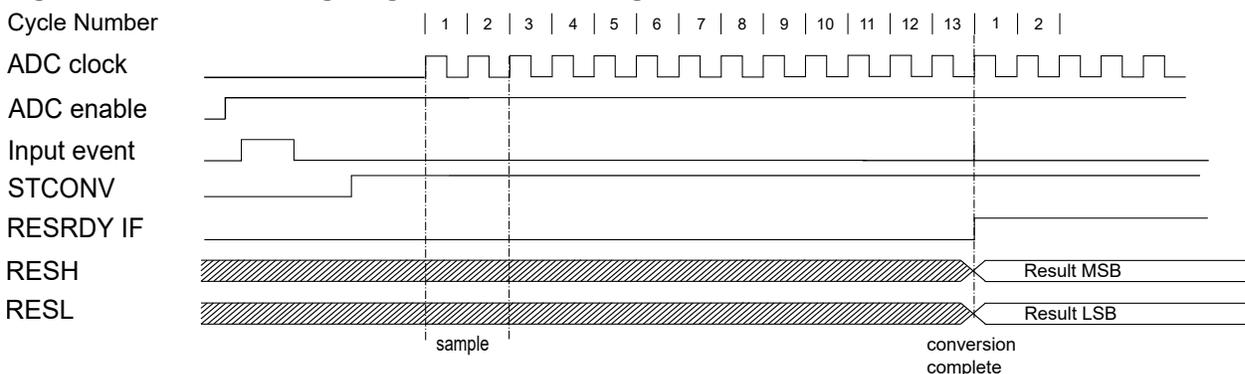 Cycle Number 1 2 3 4 5 6 7 8 9 10 11 12 13 1 2
ADC clock
ADC enable
Input event
STCONV
RESRDY IF
RESH Result MSB
RESL Result LSB
sample conversion
complete